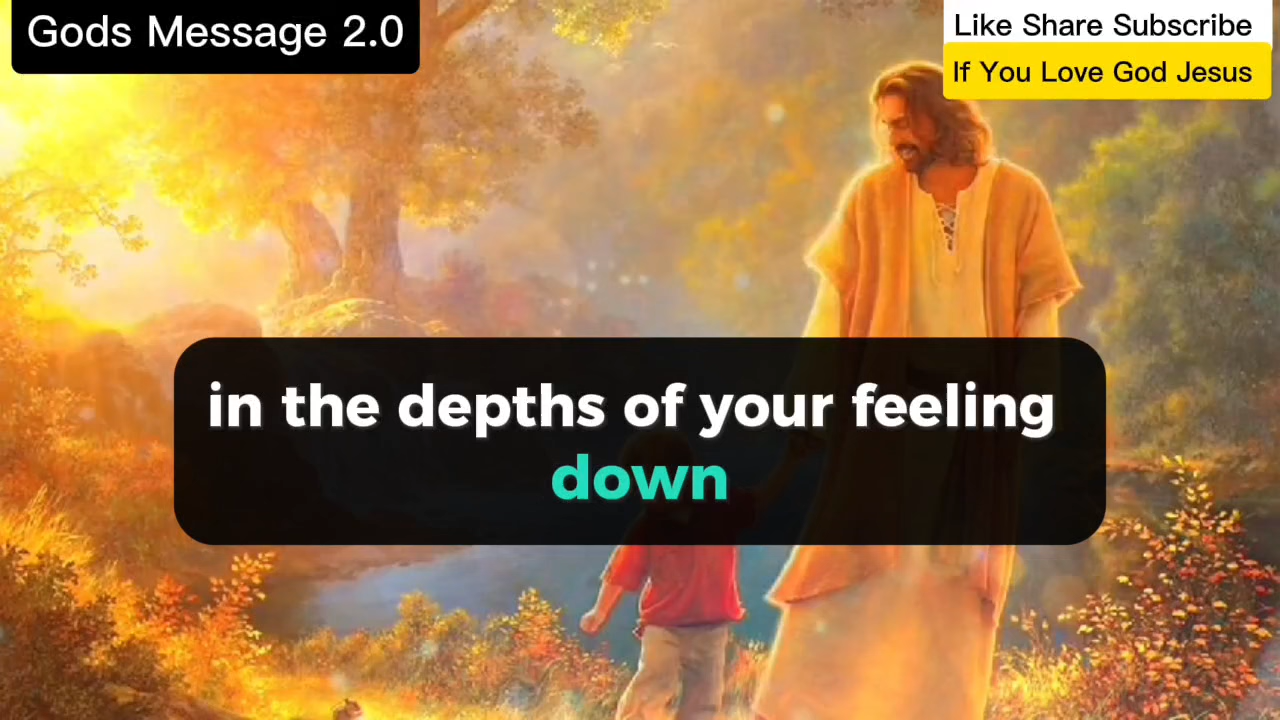 Gods Message 2.0
Like Share Subscribe
If You Love God Jesus
in the depths of your feeling
down